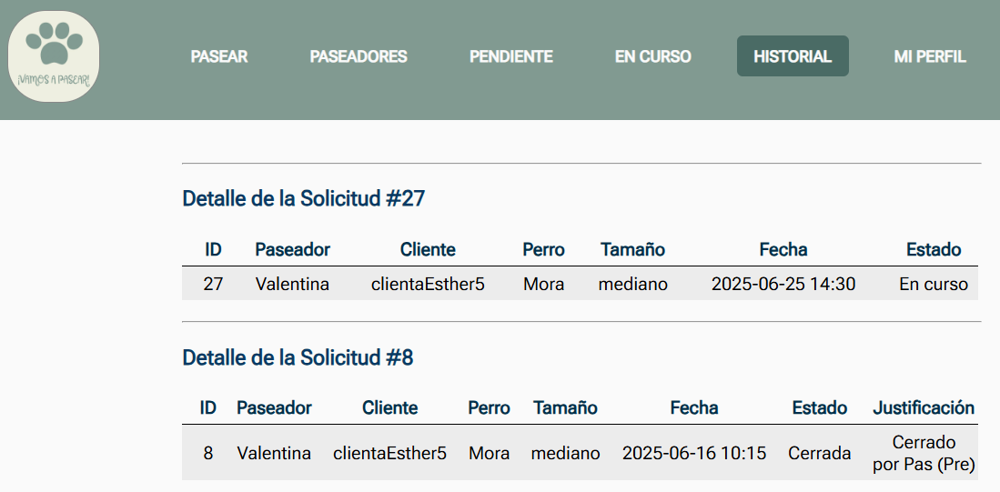 ¡VAMOS A PASEAR!
PASEAR PASEADORES PENDIENTE EN CURSO HISTORIAL MI PERFIL
Detalle de la Solicitud #27
ID Paseador Cliente Perro Tamaño Fecha Estado
27 Valentina clientaEsther5 Mora mediano 2025-06-25 14:30 En curso
Detalle de la Solicitud #8
ID Paseador Cliente Perro Tamaño Fecha Estado Justificación
8 Valentina clientaEsther5 Mora mediano 2025-06-16 10:15 Cerrada Cerrado
por Pas (Pre)